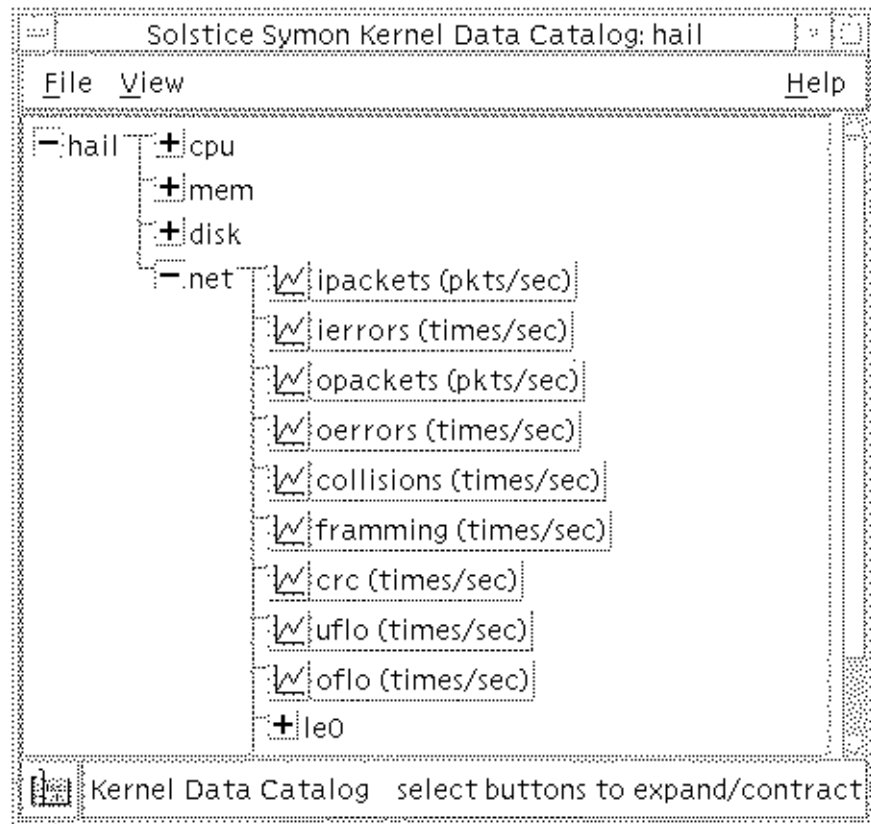 Solstice Symon Kernel Data Catalog: hail
File View Help
hail cpu
mem
disk
net ipackets (pkts/sec)
ierrors (times/sec)
opackets (pkts/sec)
oerrors (times/sec)
collisions (times/sec)
framming (times/sec)
crc (times/sec)
uflo (times/sec)
oflo (times/sec)
le0
Kernel Data Catalog select buttons to expand/contract